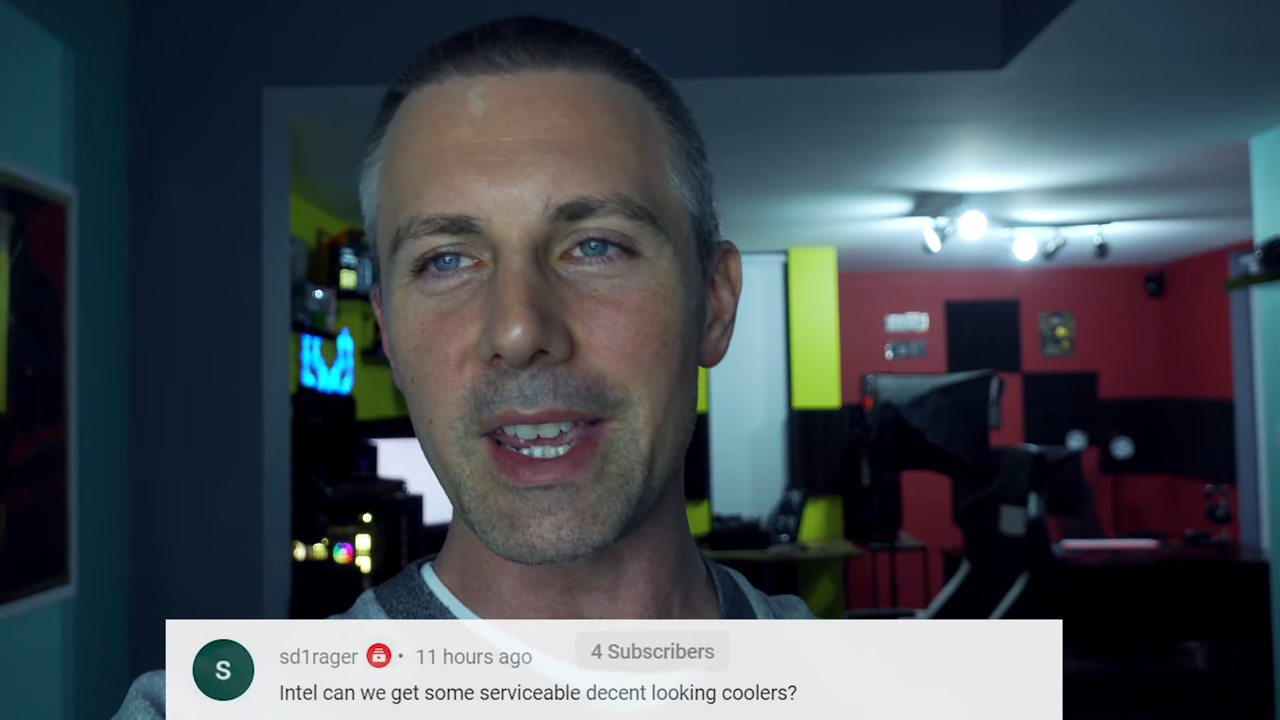 S
sd1rager • 11 hours ago 4 Subscribers
Intel can we get some serviceable decent looking coolers?